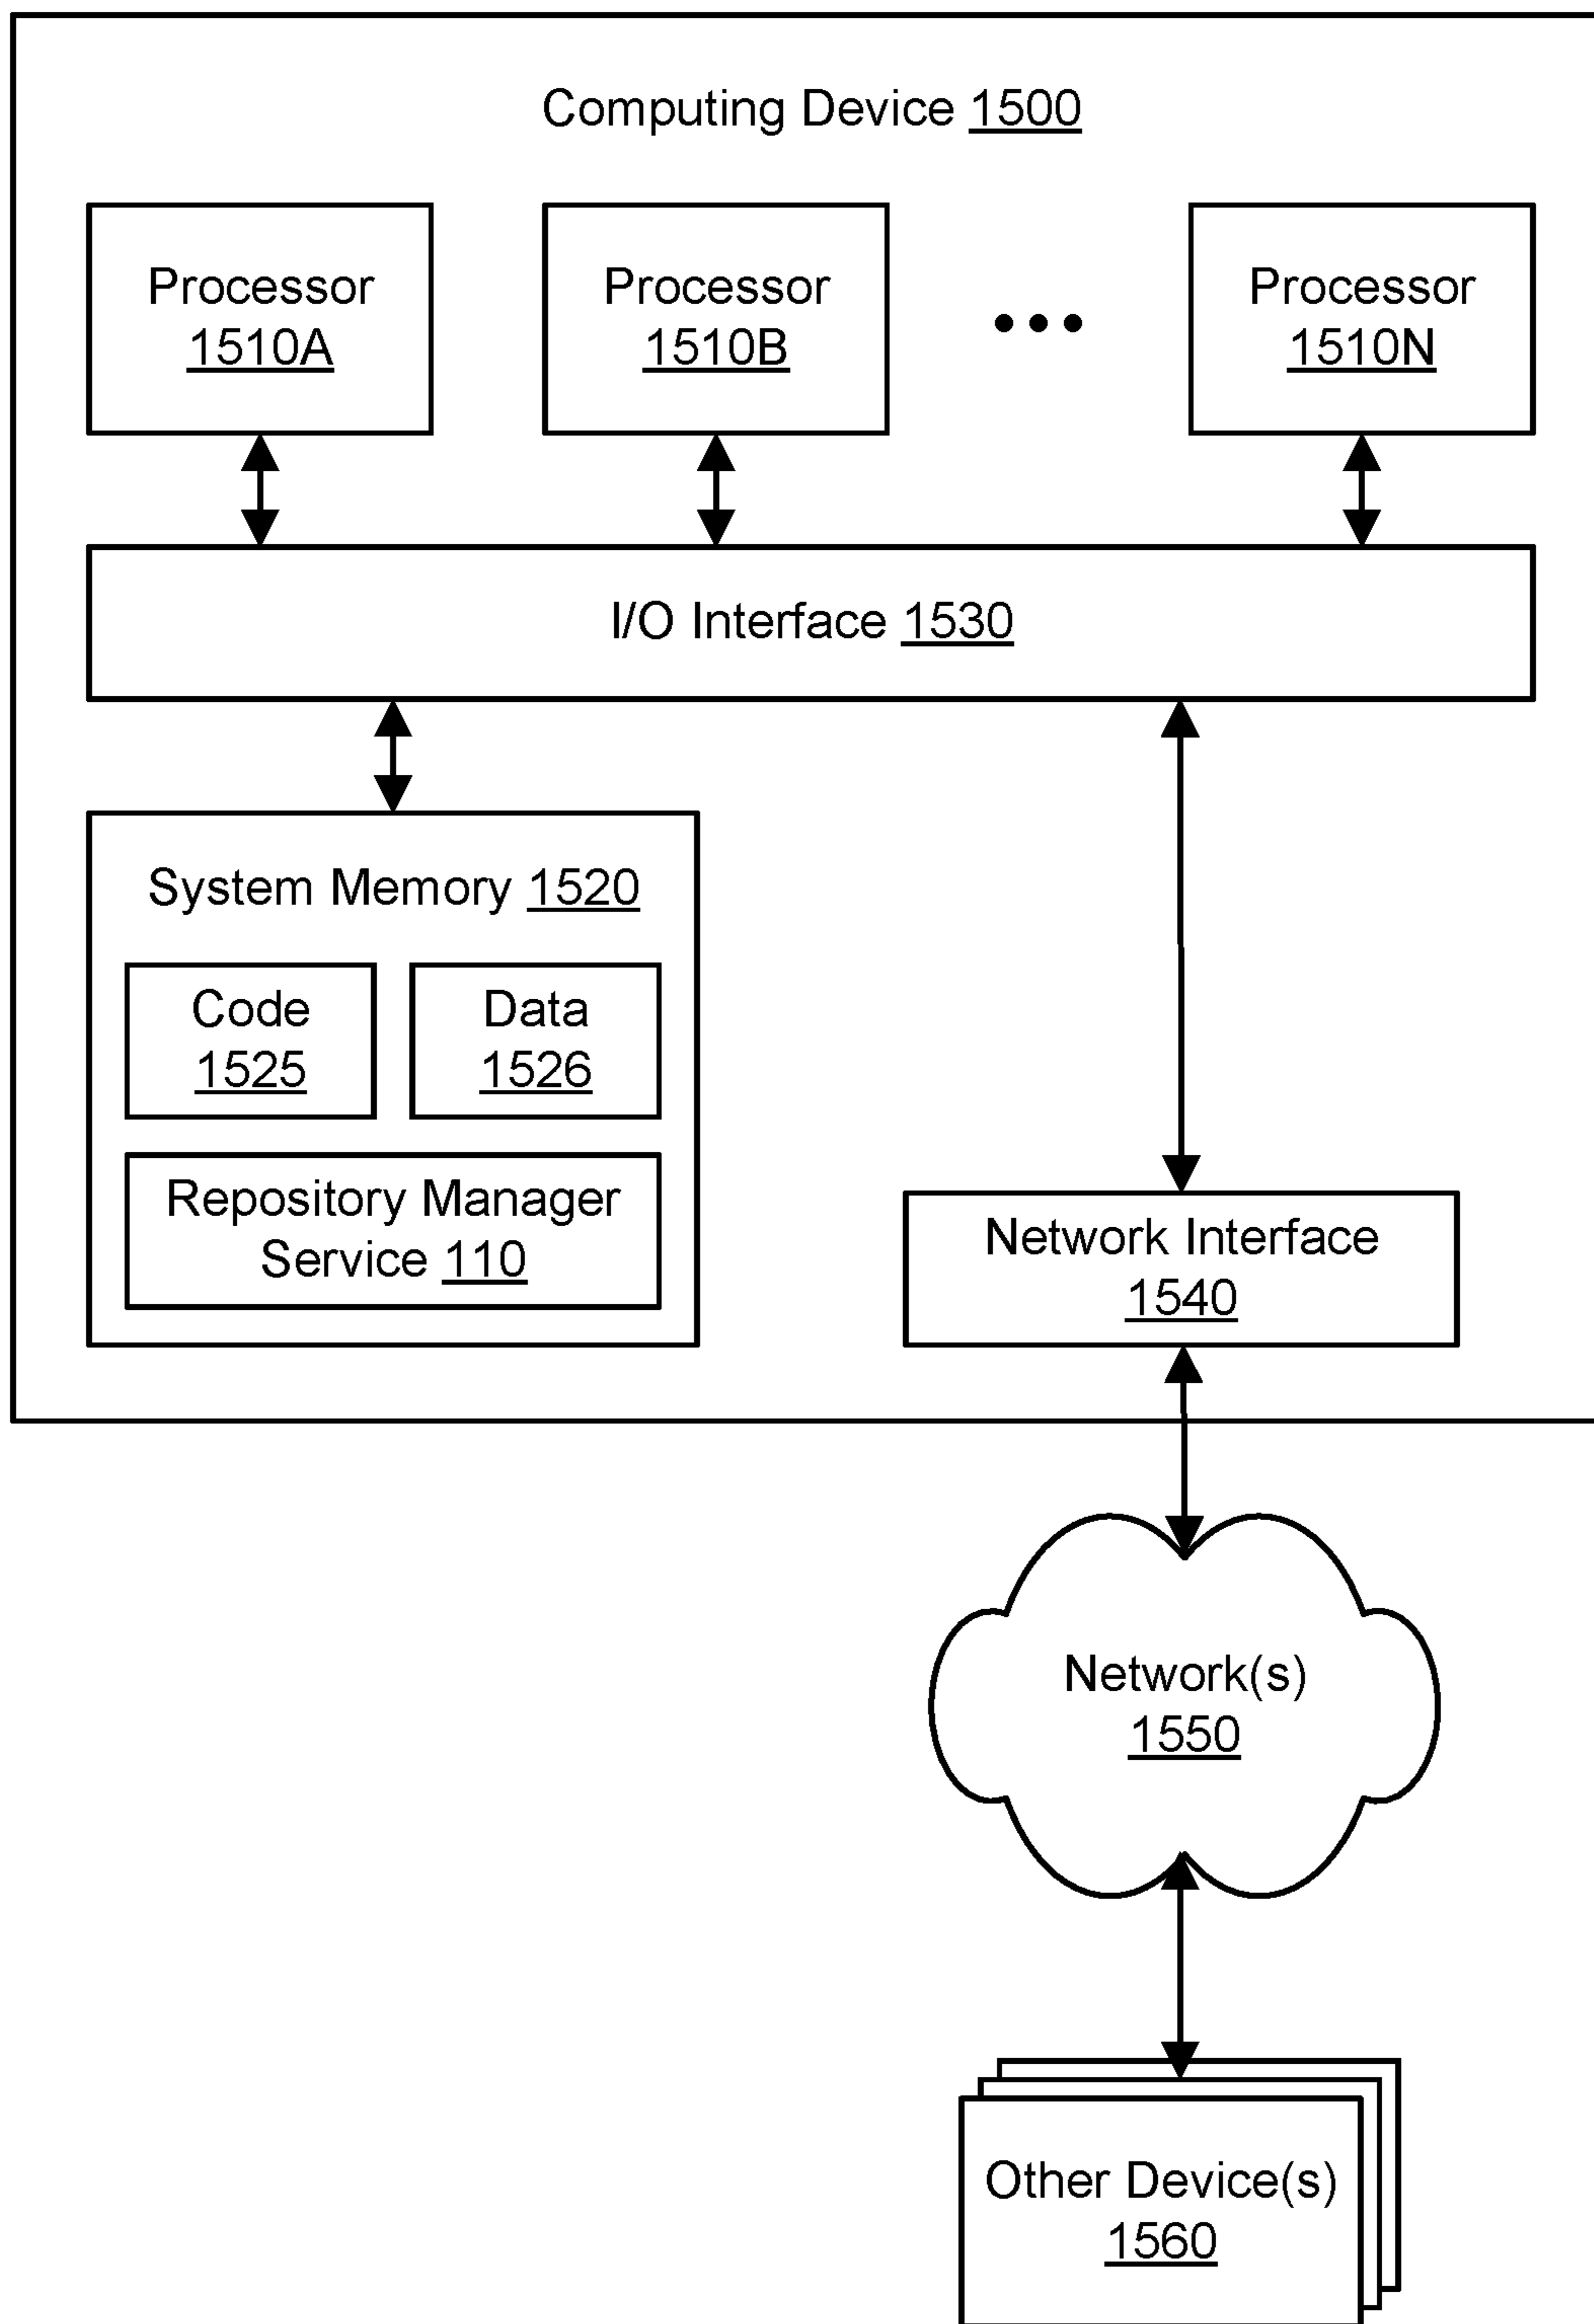 Computing Device 1500
Processor
1510A
Processor
1510B
Processor
1510N
I/O Interface 1530
System Memory 1520
Code
1525
Data
1526
Repository Manager
Service 110
Network Interface
1540
Network(s)
1550
Other Device(s)
1560